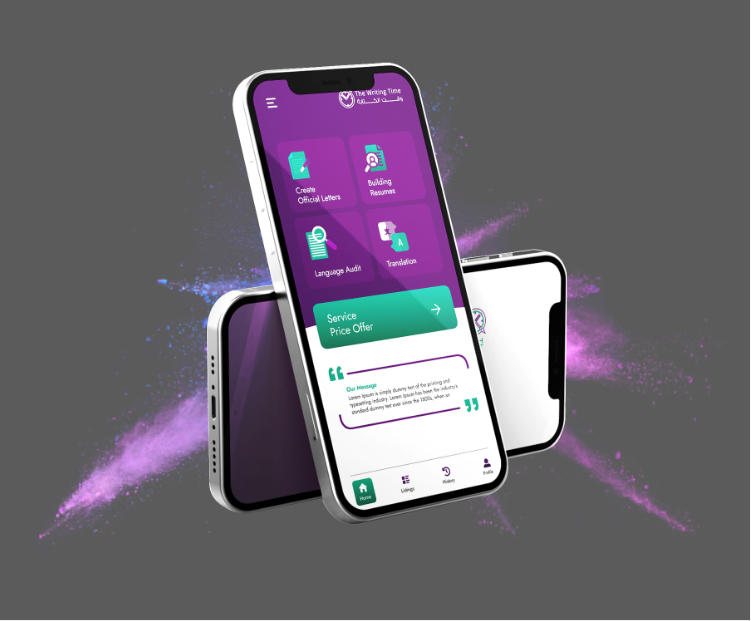 The Writing Time
وقت الكتابة
Create
Official Letters
Building
Resumes
Language Audit
Translation
A
Service
Price Offer
Our Message
Lorem Ipsum is simply dummy text of the printing and
typesetting industry. Lorem Ipsum has been the industry's
standard dummy text ever since the 1500s, when an
Home
Listings
History
Profile